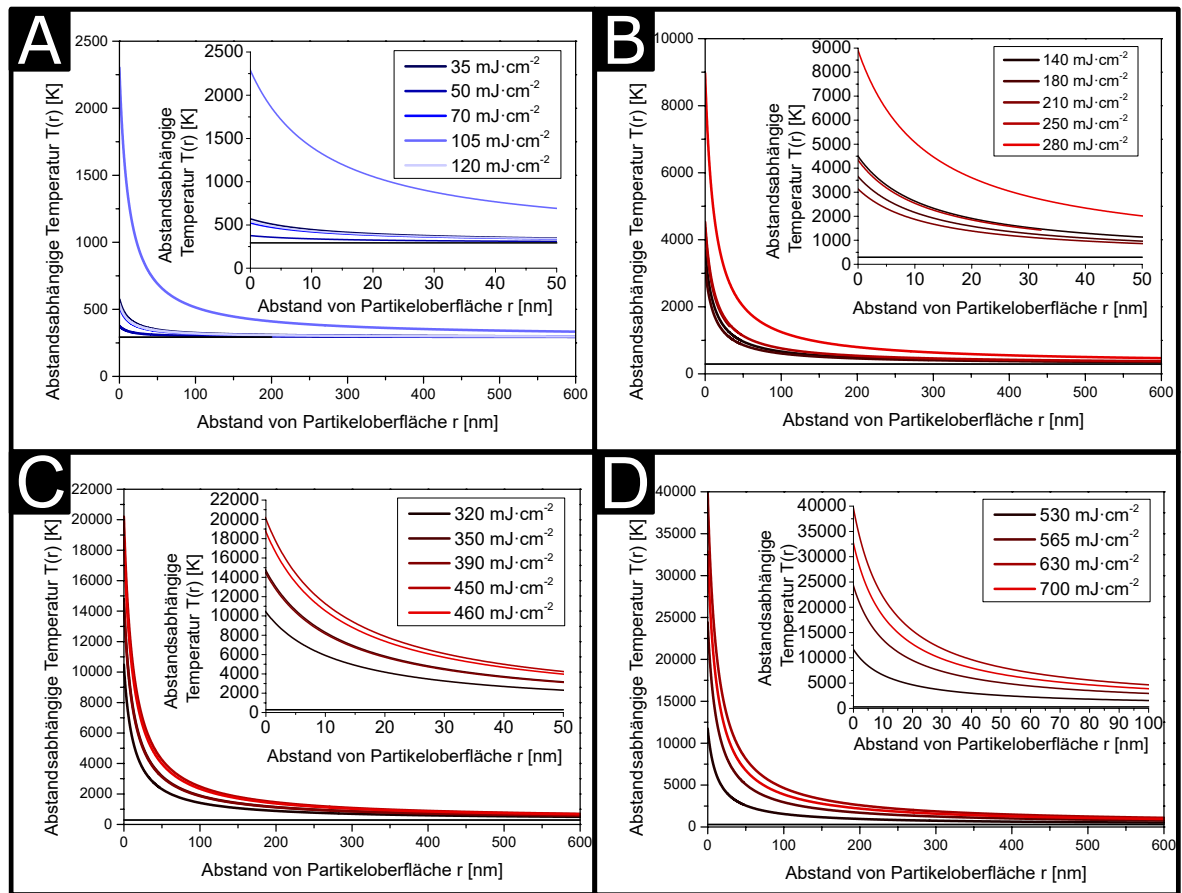 A
Abstandsabhängige Temperatur T(r) [K]
2500
2000
1500
1000
500
0
0 100 200 300 400 500 600
Abstand von Partikeloberfläche r [nm]
Abstandsabhängige
Temperatur T(r) [K]
2500
2000
1500
1000
500
0
0 10 20 30 40 50
Abstand von Partikeloberfläche r [nm]
35 mJ·cm⁻²
50 mJ·cm⁻²
70 mJ·cm⁻²
105 mJ·cm⁻²
120 mJ·cm⁻²
B
Abstandsabhängige Temperatur T(r) [K]
10000
8000
6000
4000
2000
0
0 100 200 300 400 500 600
Abstand von Partikeloberfläche r [nm]
Abstandsabhängige
Temperatur T(r) [K]
9000
8000
7000
6000
5000
4000
3000
2000
1000
0
0 10 20 30 40 50
Abstand von Partikeloberfläche r [nm]
140 mJ·cm⁻²
180 mJ·cm⁻²
210 mJ·cm⁻²
250 mJ·cm⁻²
280 mJ·cm⁻²
C
Abstandsabhängige Temperatur T(r) [K]
22000
20000
18000
16000
14000
12000
10000
8000
6000
4000
2000
0
0 100 200 300 400 500 600
Abstand von Partikeloberfläche r [nm]
Abstandsabhängige
Temperatur T(r) [K]
22000
20000
18000
16000
14000
12000
10000
8000
6000
4000
2000
0
0 10 20 30 40 50
Abstand von Partikeloberfläche r [nm]
320 mJ·cm⁻²
350 mJ·cm⁻²
390 mJ·cm⁻²
450 mJ·cm⁻²
460 mJ·cm⁻²
D
Abstandsabhängige Temperatur T(r) [K]
40000
35000
30000
25000
20000
15000
10000
5000
0
0 100 200 300 400 500 600
Abstand von Partikeloberfläche r [nm]
Abstandsabhängige
Temperatur T(r)
40000
35000
30000
25000
20000
15000
10000
5000
0
0 10 20 30 40 50 60 70 80 90 100
Abstand von Partikeloberfläche r [nm]
530 mJ·cm⁻²
565 mJ·cm⁻²
630 mJ·cm⁻²
700 mJ·cm⁻²